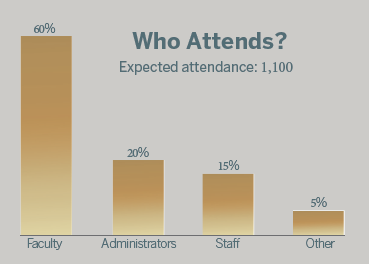 60%
Who Attends?
Expected attendance: 1,100
20%
15%
5%
Faculty Administrators Staff Other